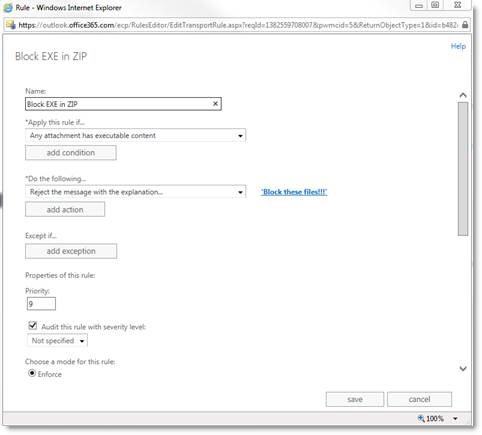 Rule - Windows Internet Explorer
https://outlook.office365.com/ecp/RulesEditor/EditTransportRule.aspx?reqId=1382559708007&pwmcid=5&ReturnObjectType=1&id=b482
Help
Block EXE in ZIP
Name:
Block EXE in ZIP
*Apply this rule if...
Any attachment has executable content
add condition
*Do the following...
Reject the message with the explanation... 'Block these files!!!'
add action
Except if...
add exception
Properties of this rule:
Priority:
9
Audit this rule with severity level:
Not specified
Choose a mode for this rule:
Enforce
save cancel
100%